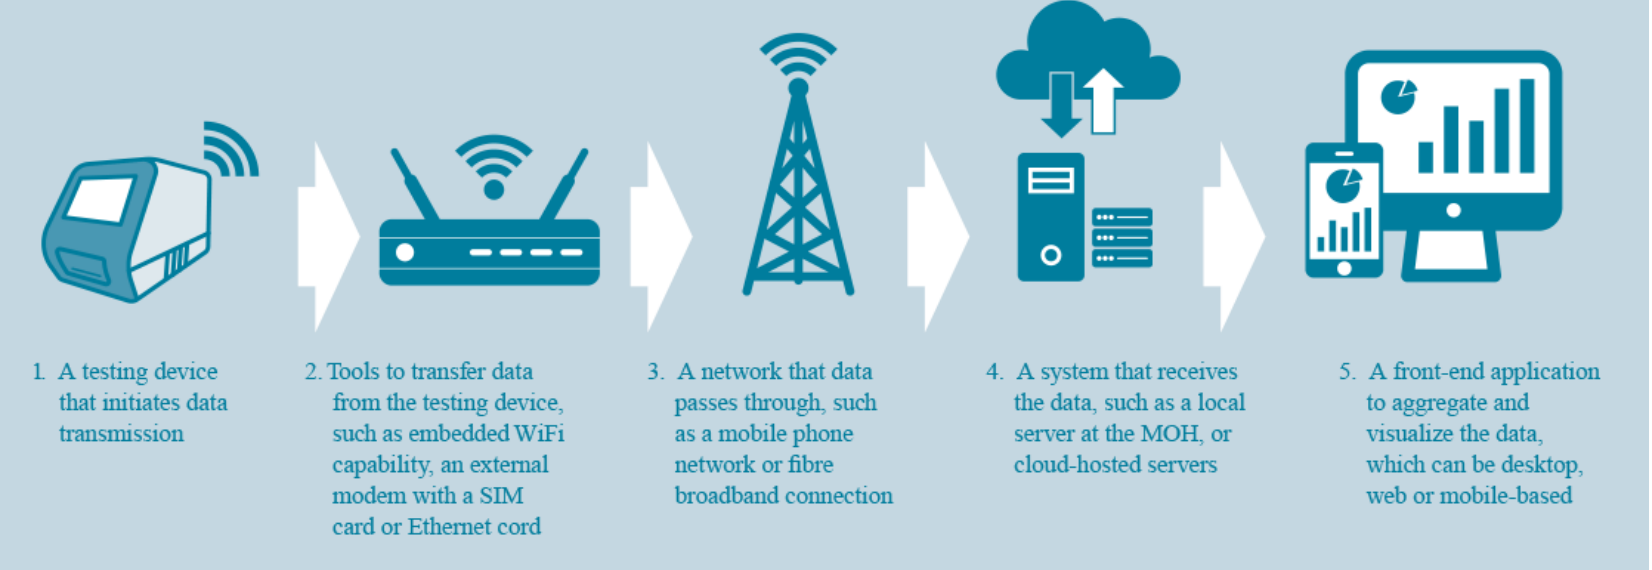 1. A testing device
that initiates data
transmission
2. Tools to transfer data
from the testing device,
such as embedded WiFi
capability, an external
modem with a SIM
card or Ethernet cord
3. A network that data
passes through, such
as a mobile phone
network or fibre
broadband connection
4. A system that receives
the data, such as a local
server at the MOH, or
cloud-hosted servers
5. A front-end application
to aggregate and
visualize the data,
which can be desktop,
web or mobile-based